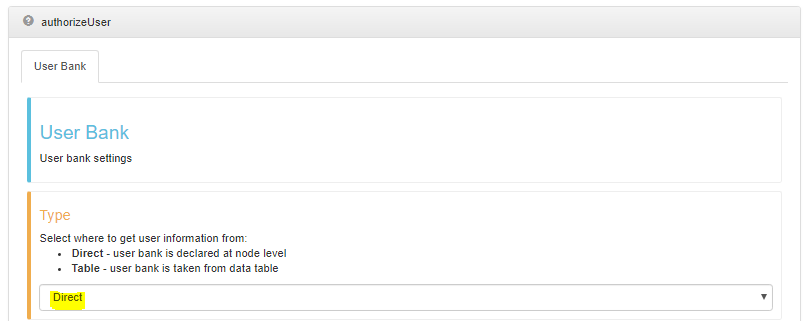 authorizeUser
User Bank
User Bank
User bank settings
Type
Select where to get user information from:
Direct - user bank is declared at node level
Table - user bank is taken from data table
Direct